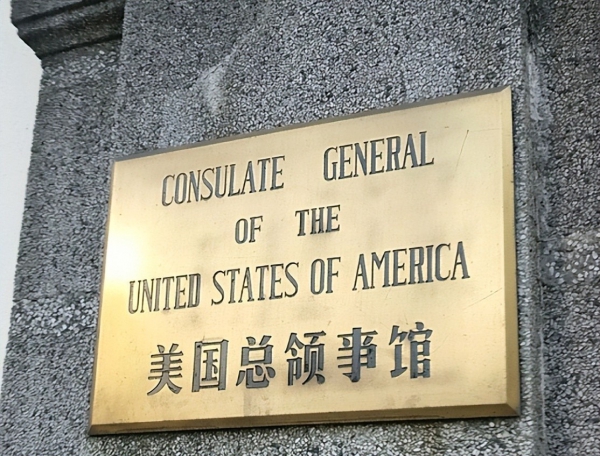 CONSULATE GENERAL
OF THE
UNITED STATES OF AMERICA
美国总领事馆